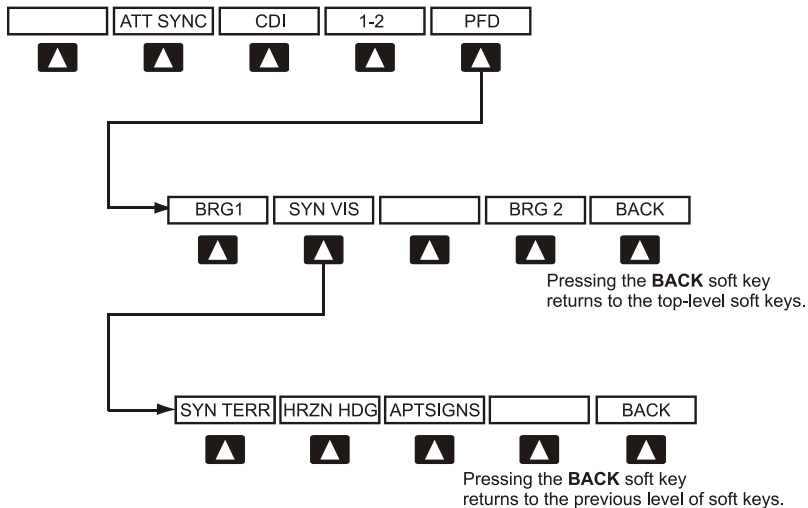 ATT SYNC CDI 1-2 PFD
BRG1 SYN VIS BRG 2 BACK
Pressing the BACK soft key
returns to the top-level soft keys.
SYN TERR HRZN HDG APTSIGNS BACK
Pressing the BACK soft key
returns to the previous level of soft keys.